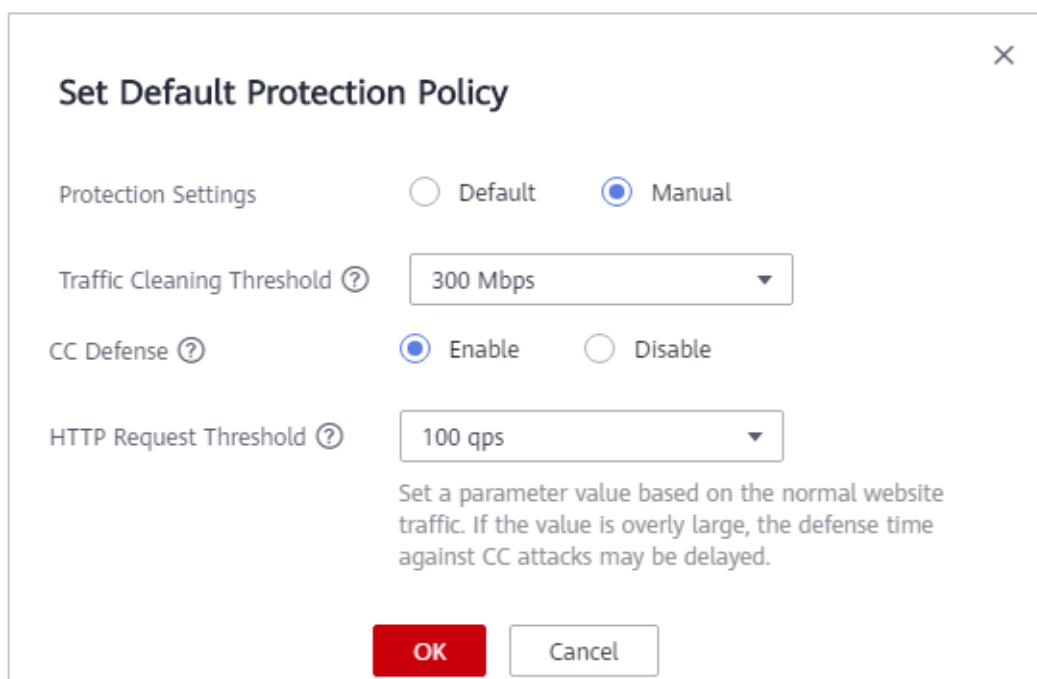 Set Default Protection Policy
Protection Settings Default Manual
Traffic Cleaning Threshold ? 300 Mbps
CC Defense ? Enable Disable
HTTP Request Threshold ? 100 qps
Set a parameter value based on the normal website
traffic. If the value is overly large, the defense time
against CC attacks may be delayed.
OK Cancel